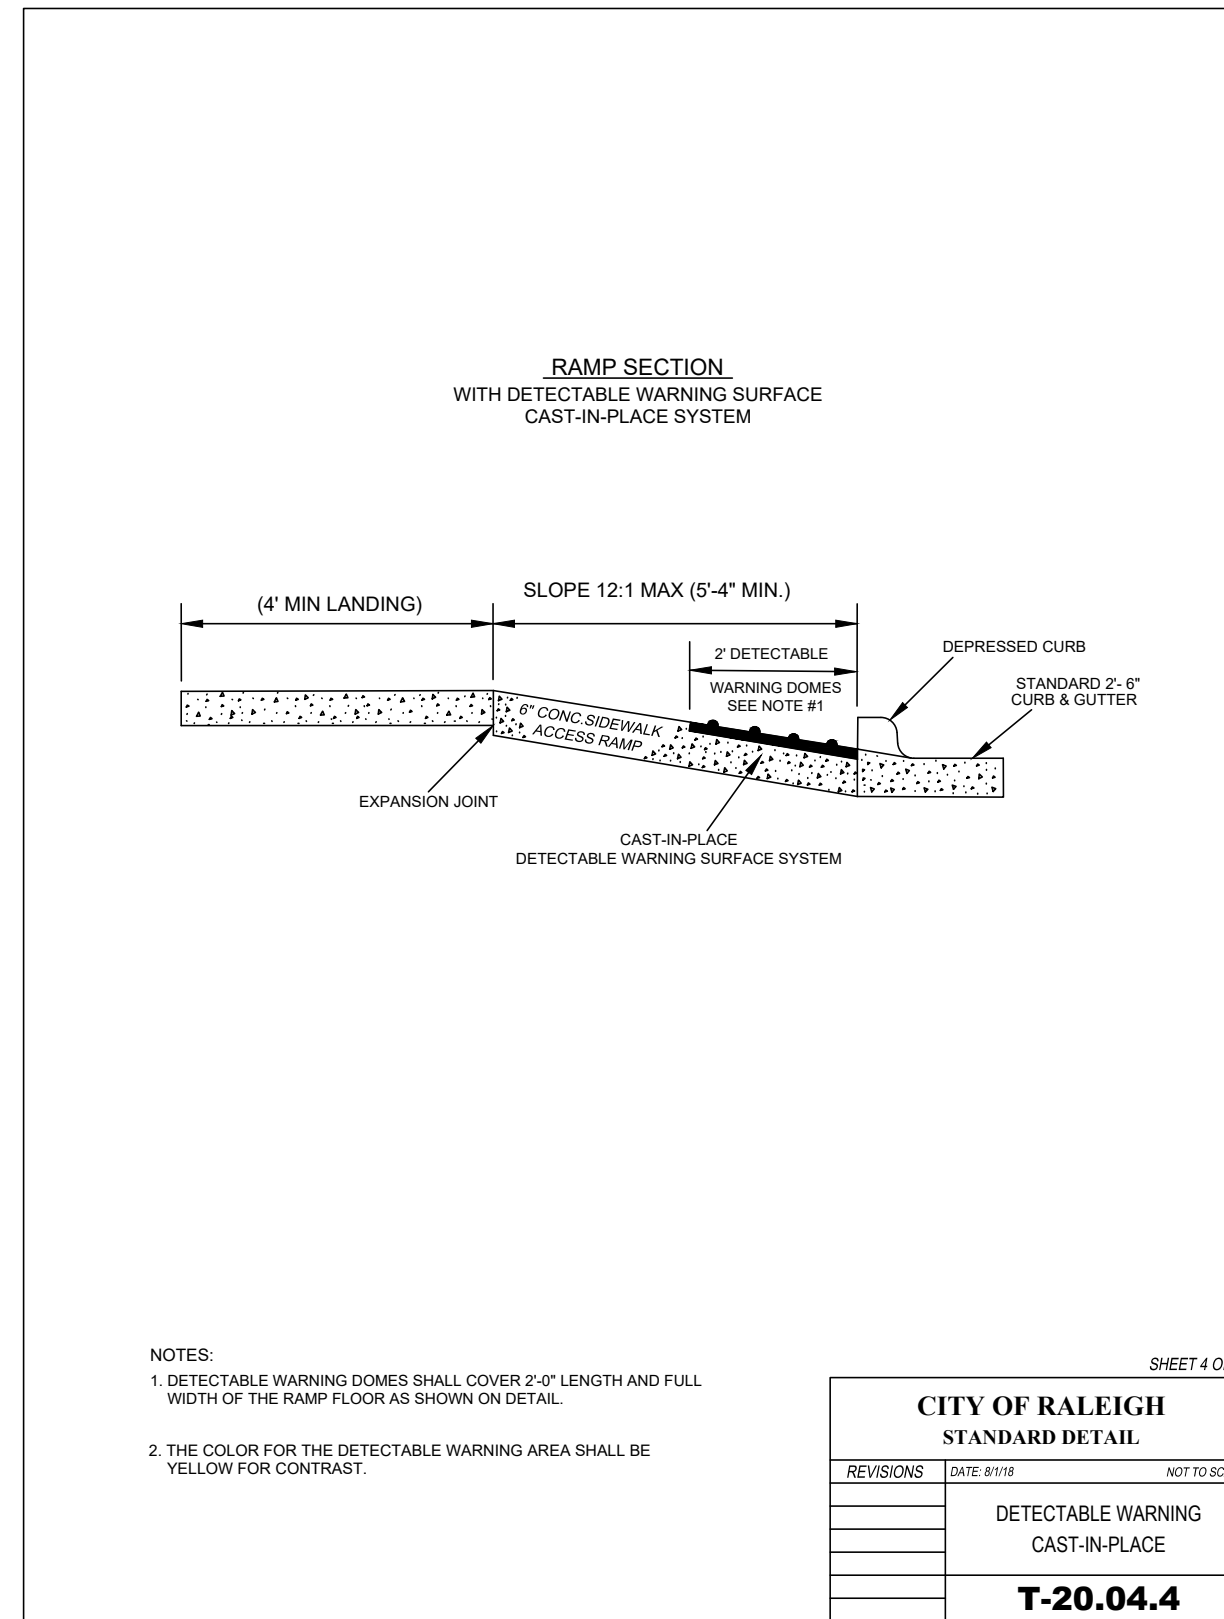 RAMP SECTION
WITH DETECTABLE WARNING SURFACE
CAST-IN-PLACE SYSTEM
(4' MIN LANDING)
SLOPE 12:1 MAX (5'-4" MIN.)
2' DETECTABLE
WARNING DOMES
SEE NOTE #1
DEPRESSED CURB
STANDARD 2'- 6"
CURB & GUTTER
6" CONC.SIDEWALK
ACCESS RAMP
EXPANSION JOINT
CAST-IN-PLACE
DETECTABLE WARNING SURFACE SYSTEM
NOTES:
1. DETECTABLE WARNING DOMES SHALL COVER 2'-0" LENGTH AND FULL
WIDTH OF THE RAMP FLOOR AS SHOWN ON DETAIL.
2. THE COLOR FOR THE DETECTABLE WARNING AREA SHALL BE
YELLOW FOR CONTRAST.
SHEET 4
CITY OF RALEIGH
STANDARD DETAIL
REVISIONS
DATE: 8/1/18
NOT TO
DETECTABLE WARNING
CAST-IN-PLACE
T-20.04.4